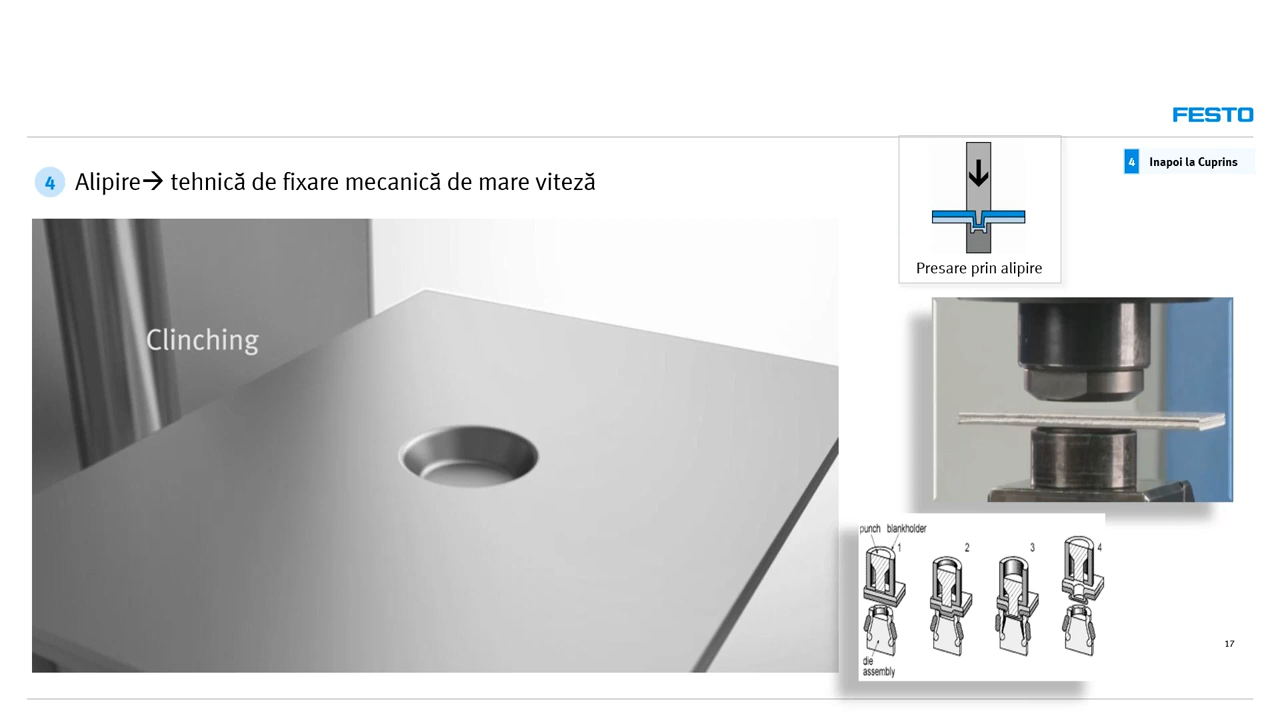 FESTO
4 Inapoi la Cuprins
4 Alipire→ tehnică de fixare mecanică de mare viteză
Presare prin alipire
Clinching
punch blankholder
1 2 3 4
die
assembly
17